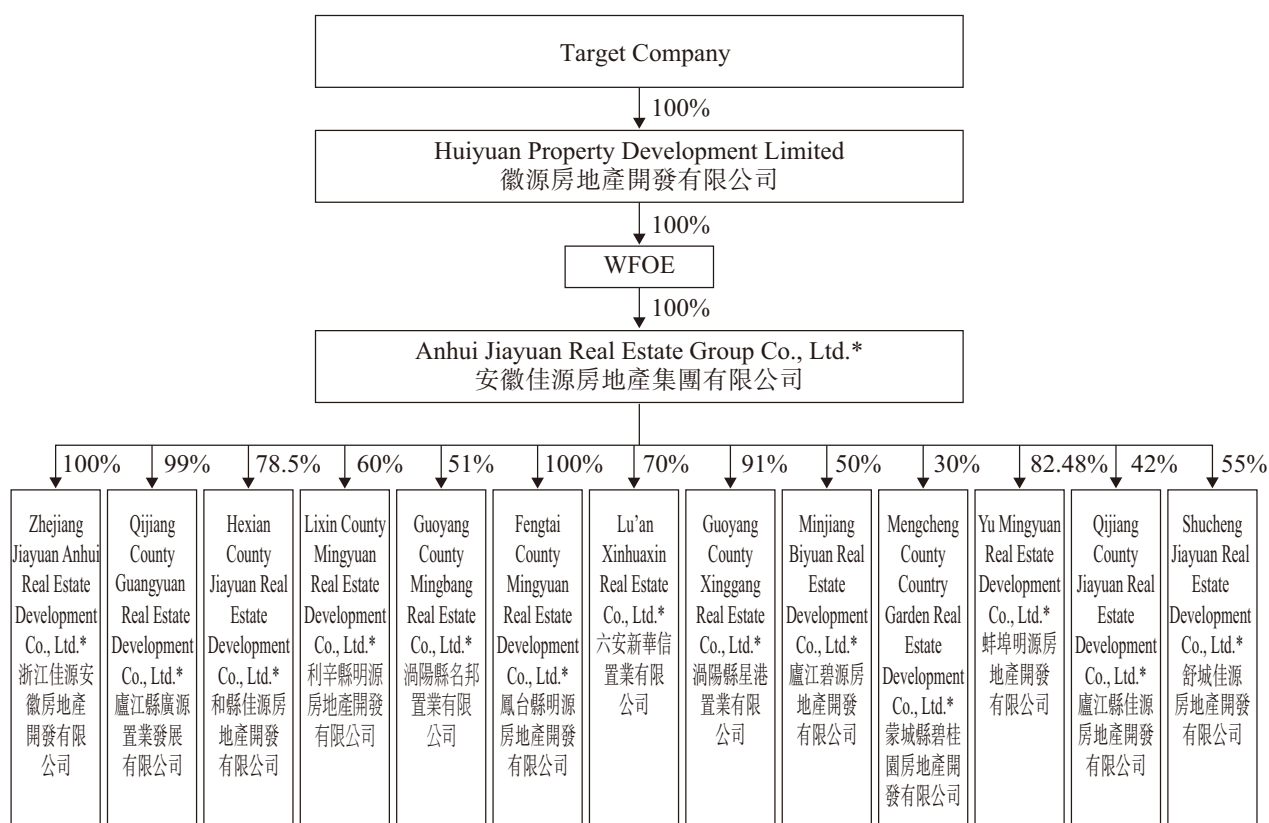 Target Company
100%
Huiyuan Property Development Limited
徽源房地產開發有限公司
100%
WFOE
100%
Anhui Jiayuan Real Estate Group Co., Ltd.*
安徽佳源房地產集團有限公司
100%
99%
78.5%
60%
51%
100%
70%
91%
50%
30%
82.48%
42%
55%
Zhejiang
Jiayuan Anhui
Real Estate
Development
Co., Ltd.*
浙江佳源安
徽房地產
開發有限
公司
Qijiang
County
Guangyuan
Real Estate
Development
Co., Ltd.*
廬江縣廣源
置業發展
有限公司
Hexian
County
Jiayuan Real
Estate
Development
Co., Ltd.*
和縣佳源房
地產開發
有限公司
Lixin County
Mingyuan
Real Estate
Development
Co., Ltd.*
利辛縣明源
房地產開發
有限公司
Guoyang
County
Mingbang
Real Estate
Co., Ltd.*
渦陽縣名邦
置業有限
公司
Fengtai
County
Mingyuan
Real Estate
Development
Co., Ltd.*
鳳台縣明源
房地產開發
有限公司
Lu'an
Xinhuaxin
Real Estate
Co., Ltd.*
六安新華信
置業有限
公司
Guoyang
County
Xinggang
Real Estate
Co., Ltd.*
渦陽縣星港
置業有限
公司
Minjiang
Biyuan Real
Estate
Development
Co., Ltd.*
廬江碧源房
地產開發
有限公司
Mengcheng
County
Country
Garden Real
Estate
Development
Co., Ltd.*
蒙城縣碧桂
園房地產開
發有限公司
Yu Mingyuan
Real Estate
Development
Co., Ltd.*
蚌埠明源房
地產開發
有限公司
Qijiang
County
Jiayuan Real
Estate
Development
Co., Ltd.*
廬江縣佳源
房地產開發
有限公司
Shucheng
Jiayuan Real
Estate
Development
Co., Ltd.*
舒城佳源
房地產開發
有限公司